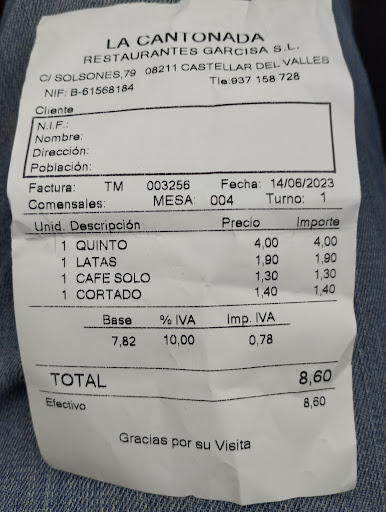 LA CANTONADA
RESTAURANTES GARCISA S.L.
C/ SOLSONES,79 08211 CASTELLAR DEL VALLES
NIF: B-61568184 Tle:937 158 728
Cliente
N.I.F.:
Nombre:
Dirección:
Población:
Factura: TM 003256 Fecha: 14/06/2023
Comensales: MESA 004 Turno: 1
Unid. Descripción Precio Importe
1 QUINTO 4,00 4,00
1 LATAS 1,90 1,90
1 CAFE SOLO 1,30 1,30
1 CORTADO 1,40 1,40
Base % IVA Imp. IVA
7,82 10,00 0,78
TOTAL 8,60
Efectivo 8,60
Gracias por su Visita